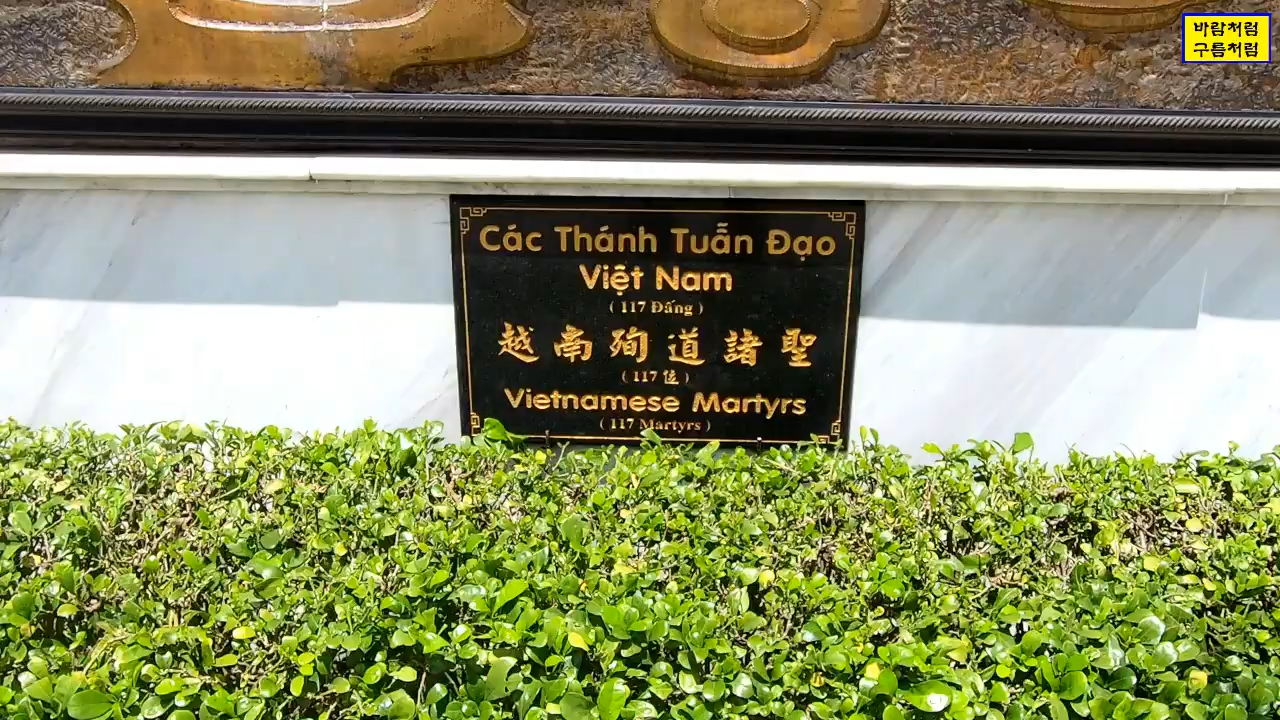 바람처럼
구름처럼
Các Thánh Tuẫn Đạo
Việt Nam
( 117 Đấng )
越南殉道諸聖
( 117 位 )
Vietnamese Martyrs
( 117 Martyrs )